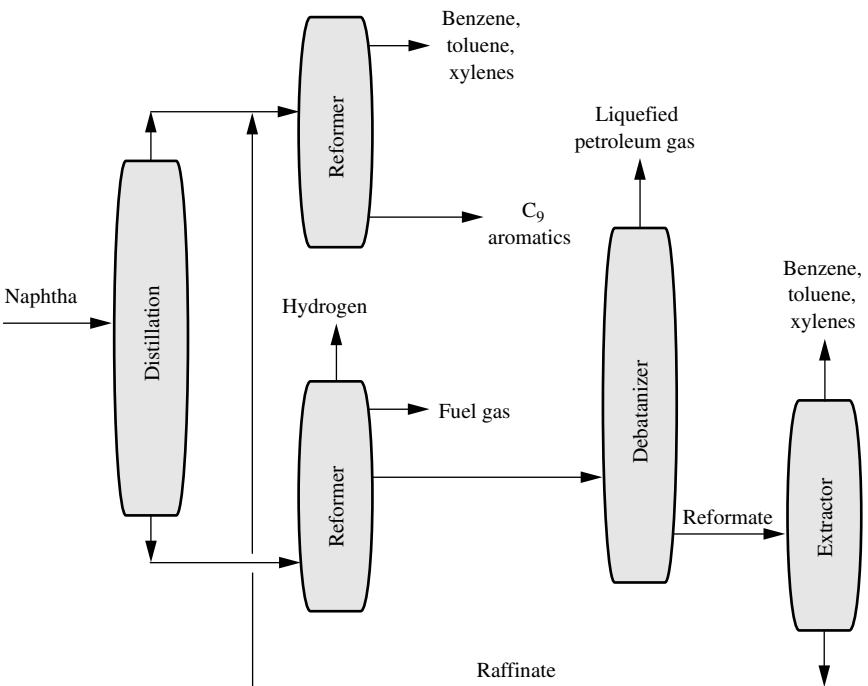 Benzene,
toluene,
xylenes
Reformer
C₉
aromatics
Liquefied
petroleum gas
Naphtha
Distillation
Hydrogen
Fuel gas
Reformer
Debatanizer
Benzene,
toluene,
xylenes
Reformate
Extractor
Raffinate